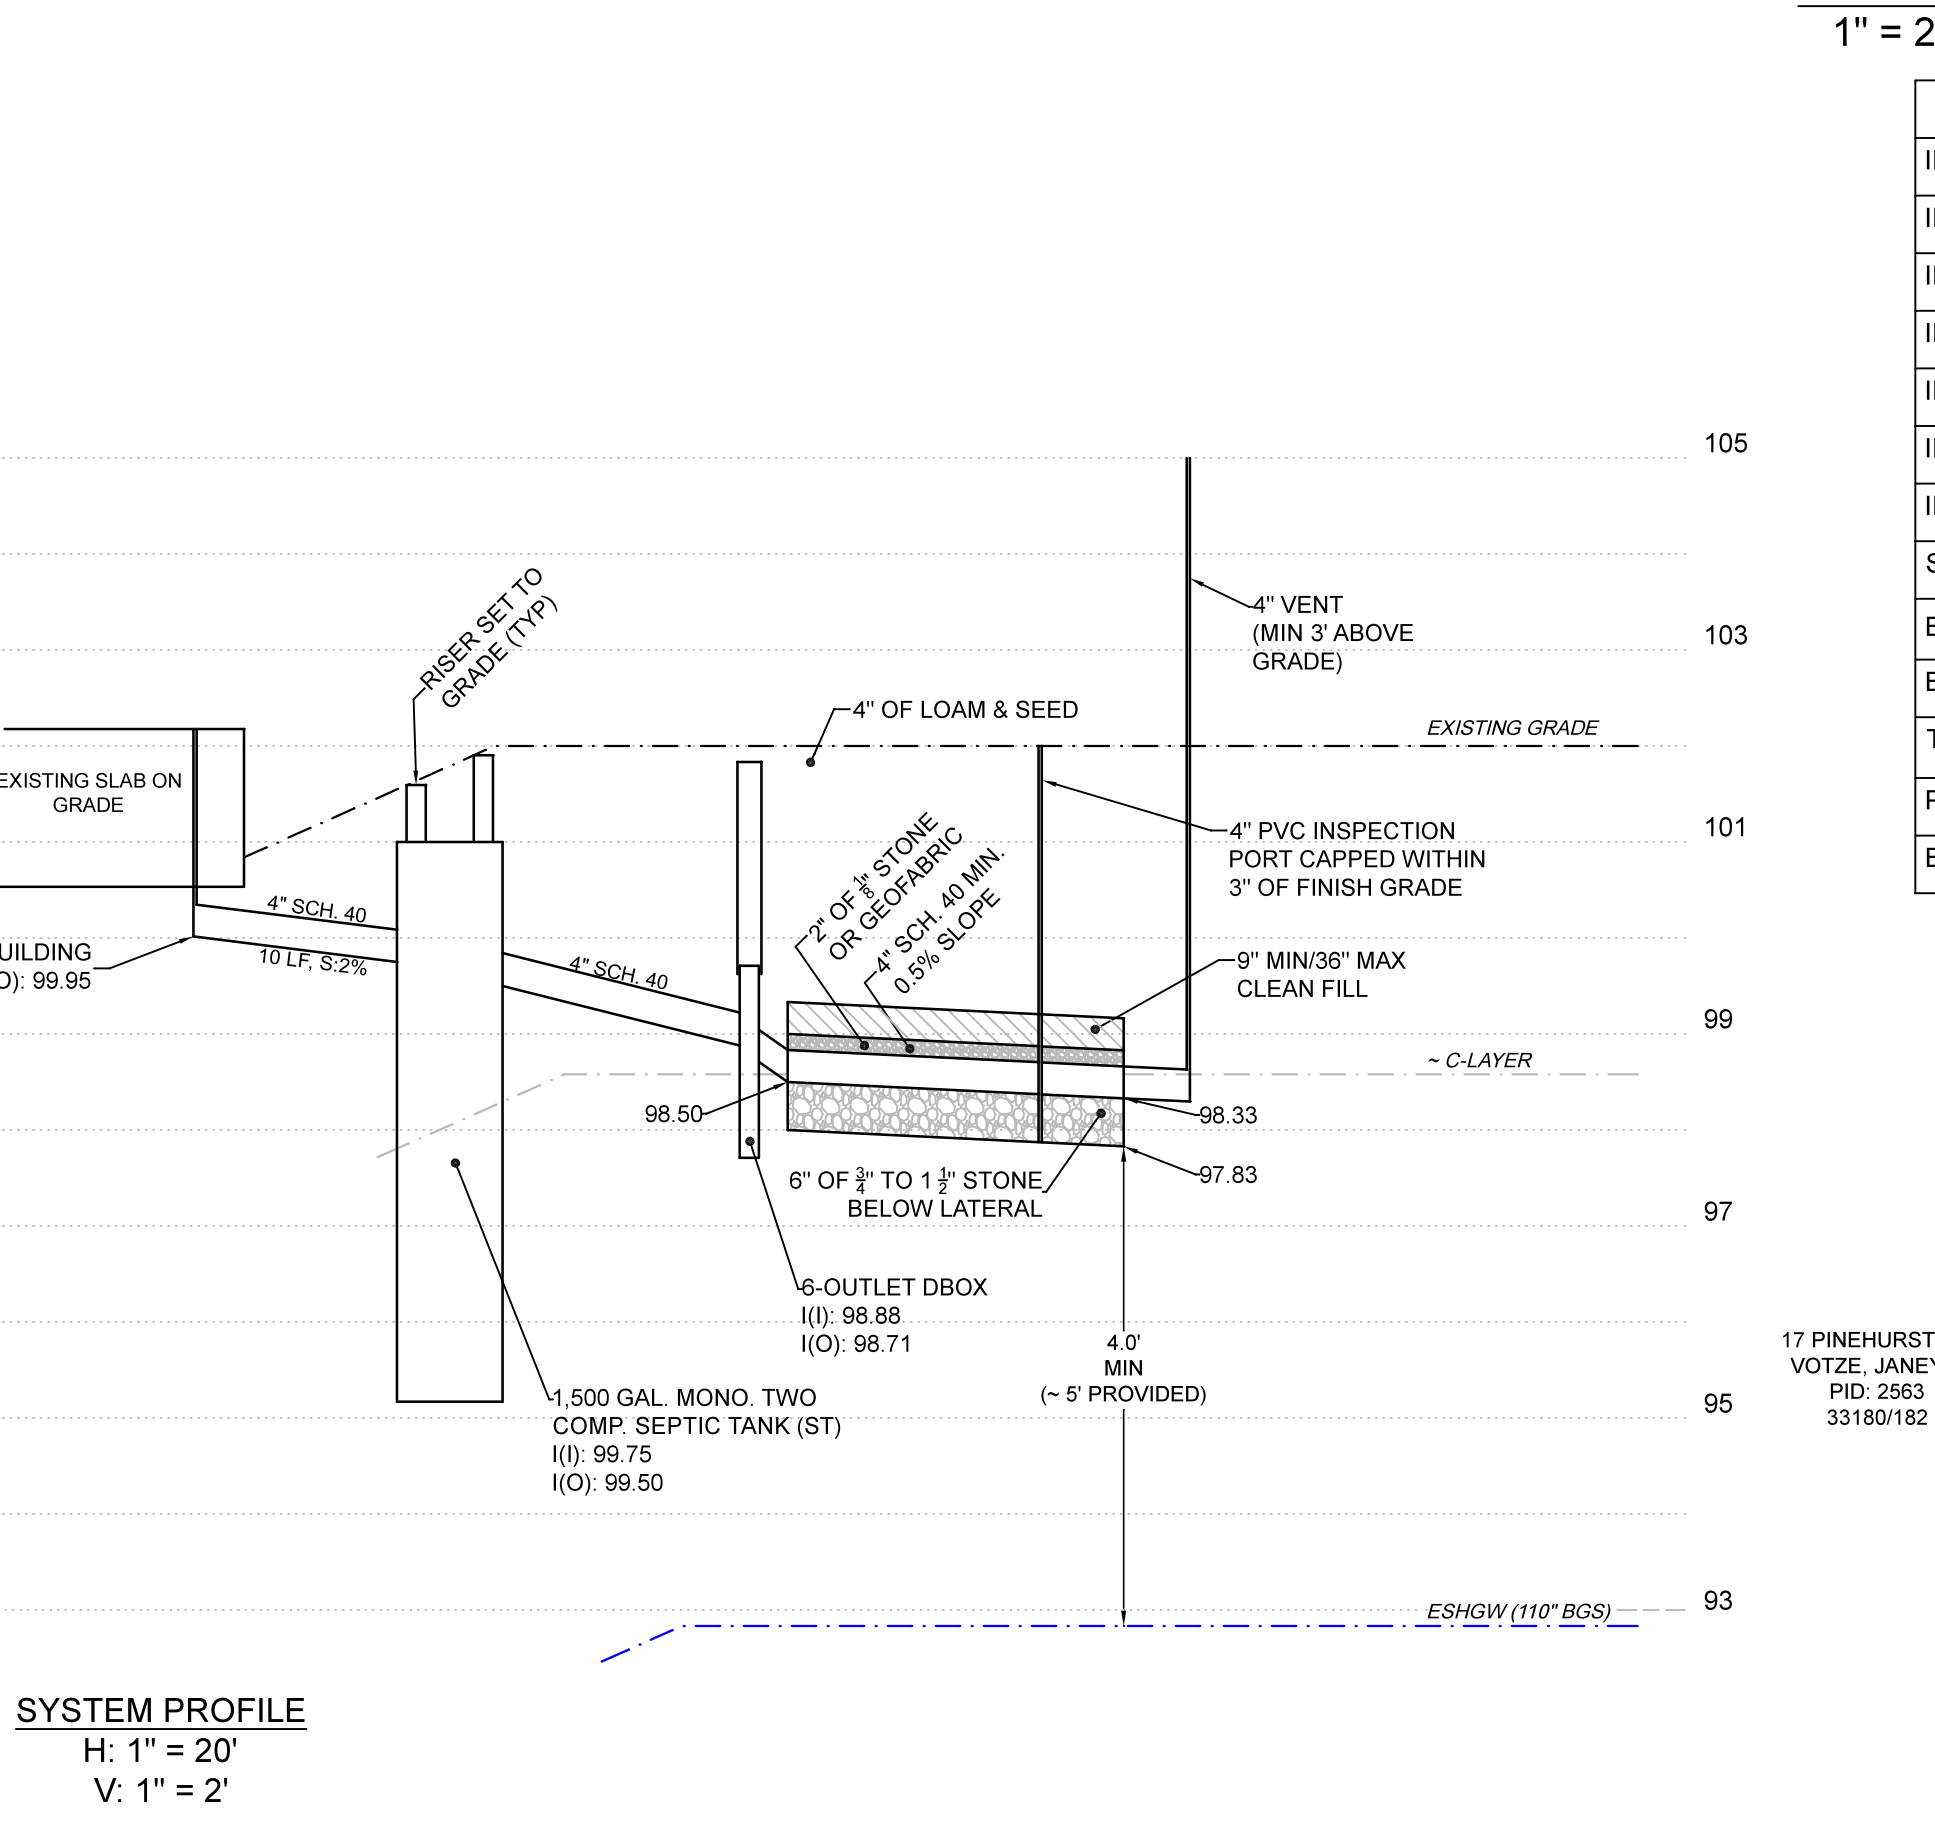 1" = 2
105
RISER SET TO
GRADE (TYP)
4" VENT
(MIN 3' ABOVE
GRADE)
103
4" OF LOAM & SEED
EXISTING GRADE
EXISTING SLAB ON
GRADE
101
2" OF 1/8" STONE
OR GEOFABRIC
4" SCH. 40 MIN.
0.5% SLOPE
4" PVC INSPECTION
PORT CAPPED WITHIN
3" OF FINISH GRADE
4" SCH. 40
10 LF, S:2%
UILDING
O): 99.95
4" SCH. 40
9" MIN/36" MAX
CLEAN FILL
99
~ C-LAYER
98.50
98.33
97.83
6" OF 3/4" TO 1 1/2" STONE
BELOW LATERAL
97
6-OUTLET DBOX
I(I): 98.88
I(O): 98.71
4.0'
MIN
(~ 5' PROVIDED)
1,500 GAL. MONO. TWO
COMP. SEPTIC TANK (ST)
I(I): 99.75
I(O): 99.50
95
17 PINEHURST
VOTZE, JANEY
PID: 2563
33180/182
93
ESHGW (110" BGS)
SYSTEM PROFILE
H: 1" = 20'
V: 1" = 2'